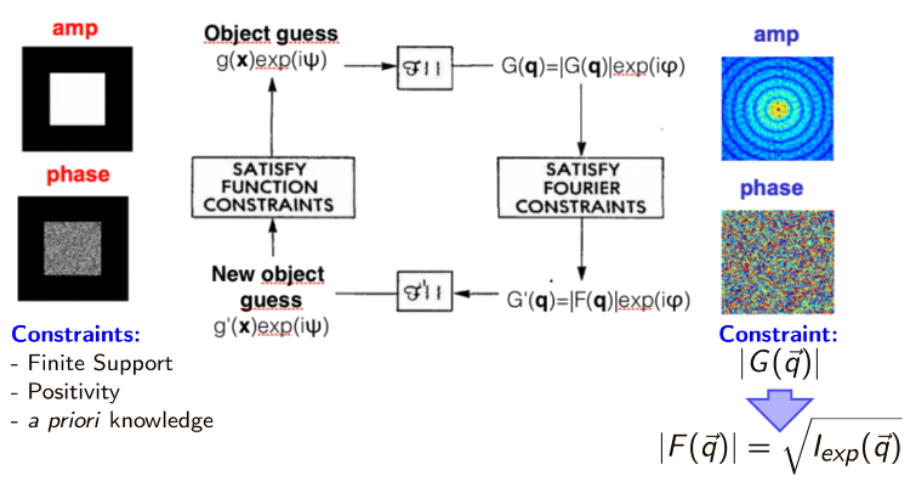 amp
phase
Constraints:
- Finite Support
- Positivity
- a priori knowledge
Object guess
g(x)exp(iψ)
ℱ{ }
G(q)=|G(q)|exp(iφ)
SATISFY
FUNCTION
CONSTRAINTS
SATISFY
FOURIER
CONSTRAINTS
New object
guess
g'(x)exp(iψ)
ℱ⁻¹{ }
G'(q)=|F(q)|exp(iφ)
amp
phase
Constraint:
|G(q⃗)|
|F(q⃗)| = √I_exp(q⃗)